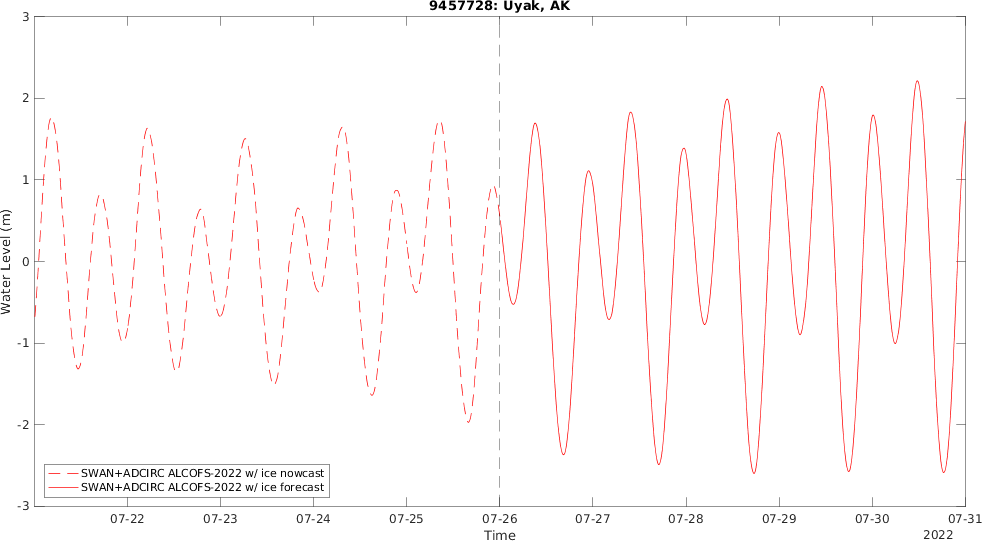 9457728: Uyak, AK
3
2
1
0
-1
-2
-3
Water Level (m)
SWAN+ADCIRC ALCOFS-2022 w/ ice nowcast
SWAN+ADCIRC ALCOFS-2022 w/ ice forecast
07-22 07-23 07-24 07-25 07-26 07-27 07-28 07-29 07-30 07-31
Time
2022